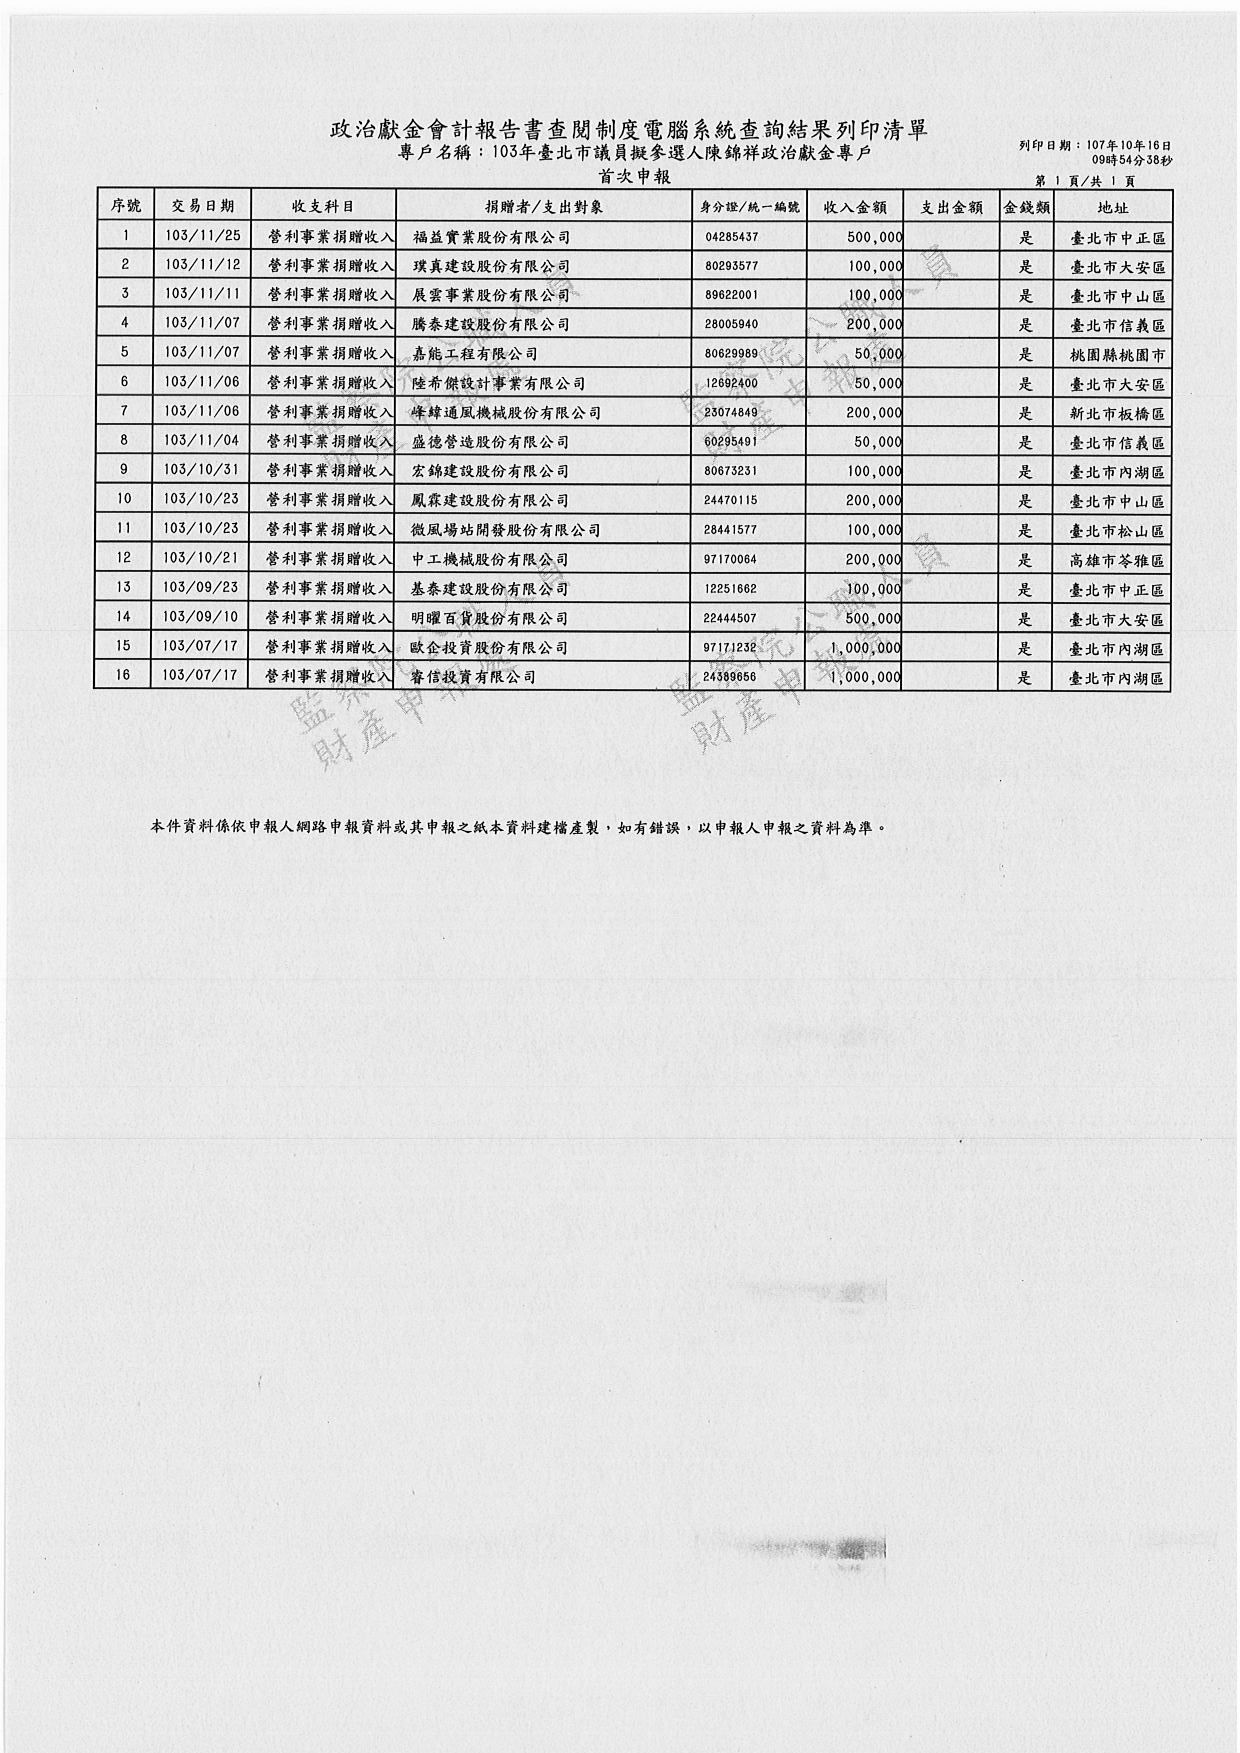 政治獻金會計報告書查閱制度電腦系統查詢結果列印清單
專戶名稱：103年臺北市議員擬參選人陳錦祥政治獻金專戶
列印日期：107年10月16日
09時54分38秒
首次申報
第 1 頁/共 1 頁
序號 交易日期 收支科目 捐贈者/支出對象 身分證/統一編號 收入金額 支出金額 金錢類 地址
1 103/11/25 營利事業捐贈收入 福益實業股份有限公司 04285437 500,000 是 臺北市中正區
2 103/11/12 營利事業捐贈收入 璞真建設股份有限公司 80293577 100,000 是 臺北市大安區
3 103/11/11 營利事業捐贈收入 展雲事業股份有限公司 89622001 100,000 是 臺北市中山區
4 103/11/07 營利事業捐贈收入 騰泰建設股份有限公司 28005940 200,000 是 臺北市信義區
5 103/11/07 營利事業捐贈收入 嘉能工程有限公司 80629989 50,000 是 桃園縣桃園市
6 103/11/06 營利事業捐贈收入 陸希傑設計事業有限公司 12692400 50,000 是 臺北市大安區
7 103/11/06 營利事業捐贈收入 峰緯通風機械股份有限公司 23074849 200,000 是 新北市板橋區
8 103/11/04 營利事業捐贈收入 盛德營造股份有限公司 60295491 50,000 是 臺北市信義區
9 103/10/31 營利事業捐贈收入 宏錦建設股份有限公司 80673231 100,000 是 臺北市內湖區
10 103/10/23 營利事業捐贈收入 鳳霖建設股份有限公司 24470115 200,000 是 臺北市中山區
11 103/10/23 營利事業捐贈收入 微風場站開發股份有限公司 28441577 100,000 是 臺北市松山區
12 103/10/21 營利事業捐贈收入 中工機械股份有限公司 97170064 200,000 是 高雄市苓雅區
13 103/09/23 營利事業捐贈收入 基泰建設股份有限公司 12251662 100,000 是 臺北市中正區
14 103/09/10 營利事業捐贈收入 明曜百貨股份有限公司 22444507 500,000 是 臺北市大安區
15 103/07/17 營利事業捐贈收入 歐企投資股份有限公司 97171232 1,000,000 是 臺北市內湖區
16 103/07/17 營利事業捐贈收入 睿信投資有限公司 24389656 1,000,000 是 臺北市內湖區
本件資料係依申報人網路申報資料或其申報之紙本資料建檔產製，如有錯誤，以申報人申報之資料為準。